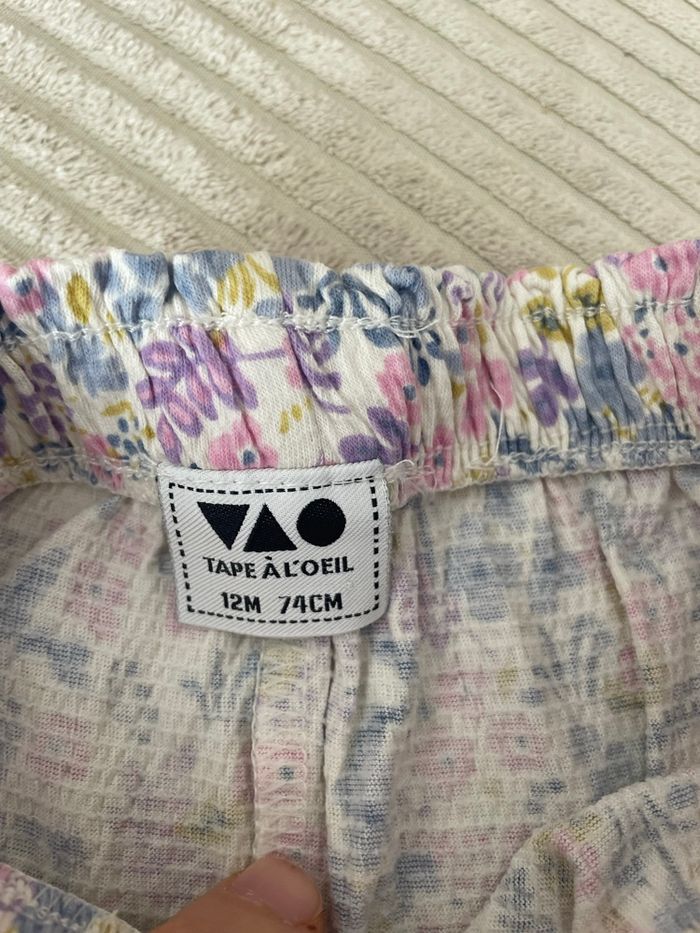 TAPE À L'OEIL
12M 74CM